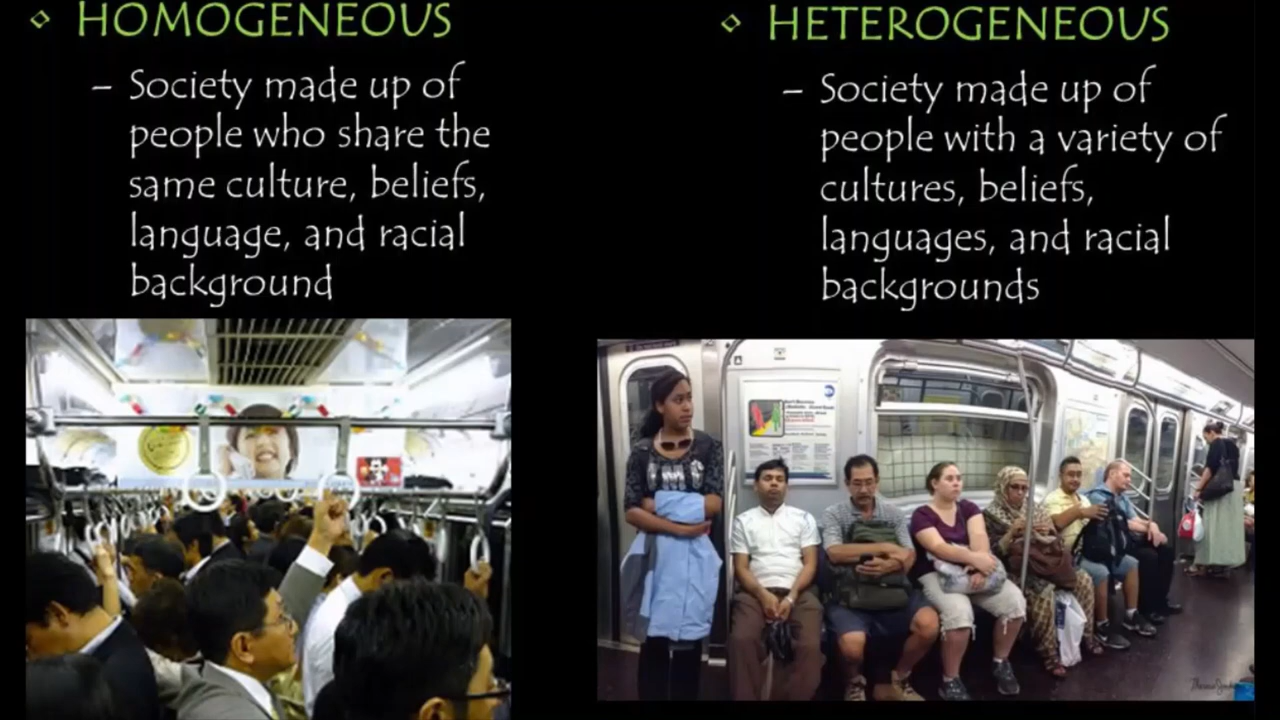 ⋄ HOMOGENEOUS
– Society made up of
people who share the
same culture, beliefs,
language, and racial
background
⋄ HETEROGENEOUS
– Society made up of
people with a variety of
cultures, beliefs,
languages, and racial
backgrounds